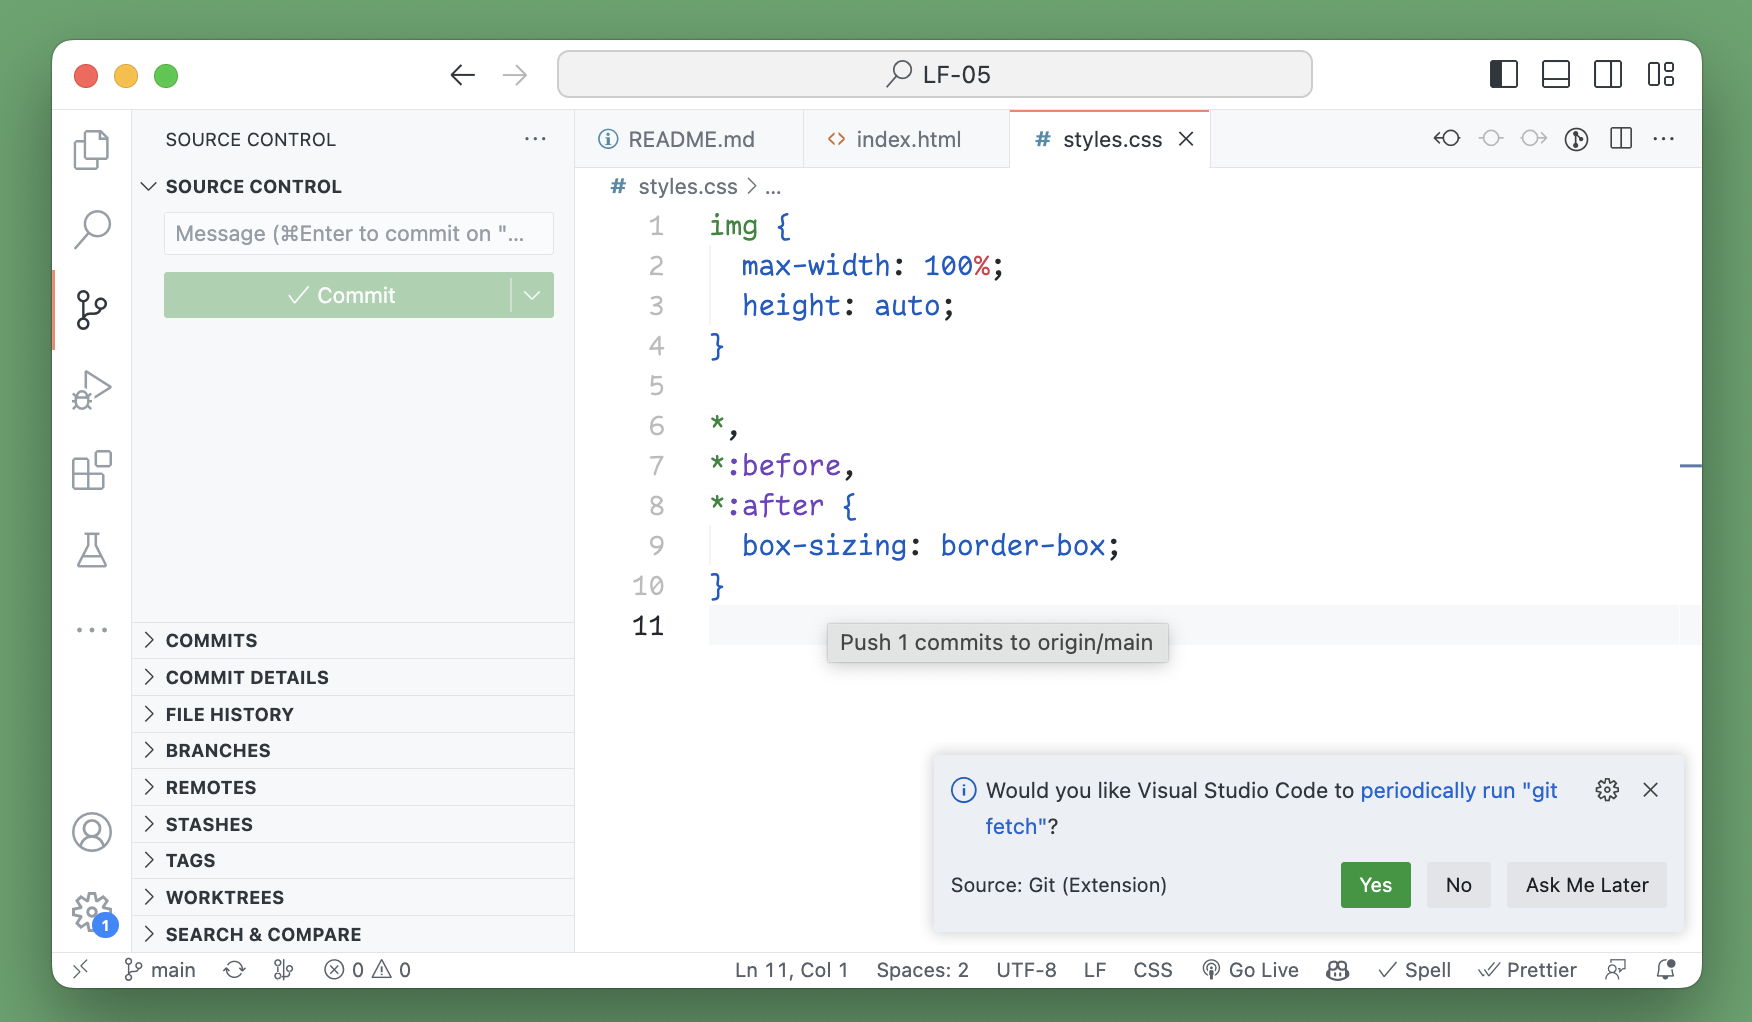 LF-05
SOURCE CONTROL
SOURCE CONTROL
Message (⌘Enter to commit on "...
Commit
COMMITS
COMMIT DETAILS
FILE HISTORY
BRANCHES
REMOTES
STASHES
TAGS
WORKTREES
SEARCH & COMPARE
1
README.md
index.html
# styles.css
# styles.css > ...
1 img {
2 max-width: 100%;
3 height: auto;
4 }
5
6 *,
7 *:before,
8 *:after {
9 box-sizing: border-box;
10 }
11
Push 1 commits to origin/main
Would you like Visual Studio Code to periodically run "git
fetch"?
Source: Git (Extension)
Yes
No
Ask Me Later
main 0 0 Ln 11, Col 1 Spaces: 2 UTF-8 LF CSS Go Live Spell Prettier